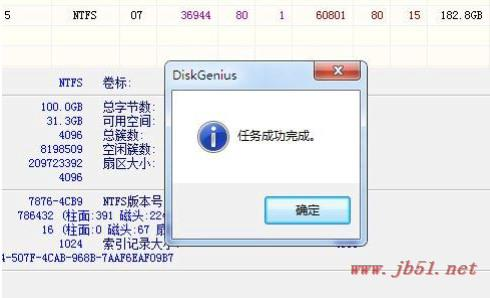 5 NTFS 07 36944 80 1 60801 80 15 182.8GB
NTFS 卷标:
100.0GB 总字节数:
31.3GB 可用空间:
4096 总簇数:
8198509 空闲簇数:
209723392 扇区大小:
4096
7876-4CB9 NTFS版本号
786432 (柱面:391 磁头:224
16 (柱面:0 磁头:67 扇
1024 索引记录大小:
4-507F-4CAB-968B-7AAF6EAF09B7
DiskGenius
任务成功完成。
确定
www.jb51.net